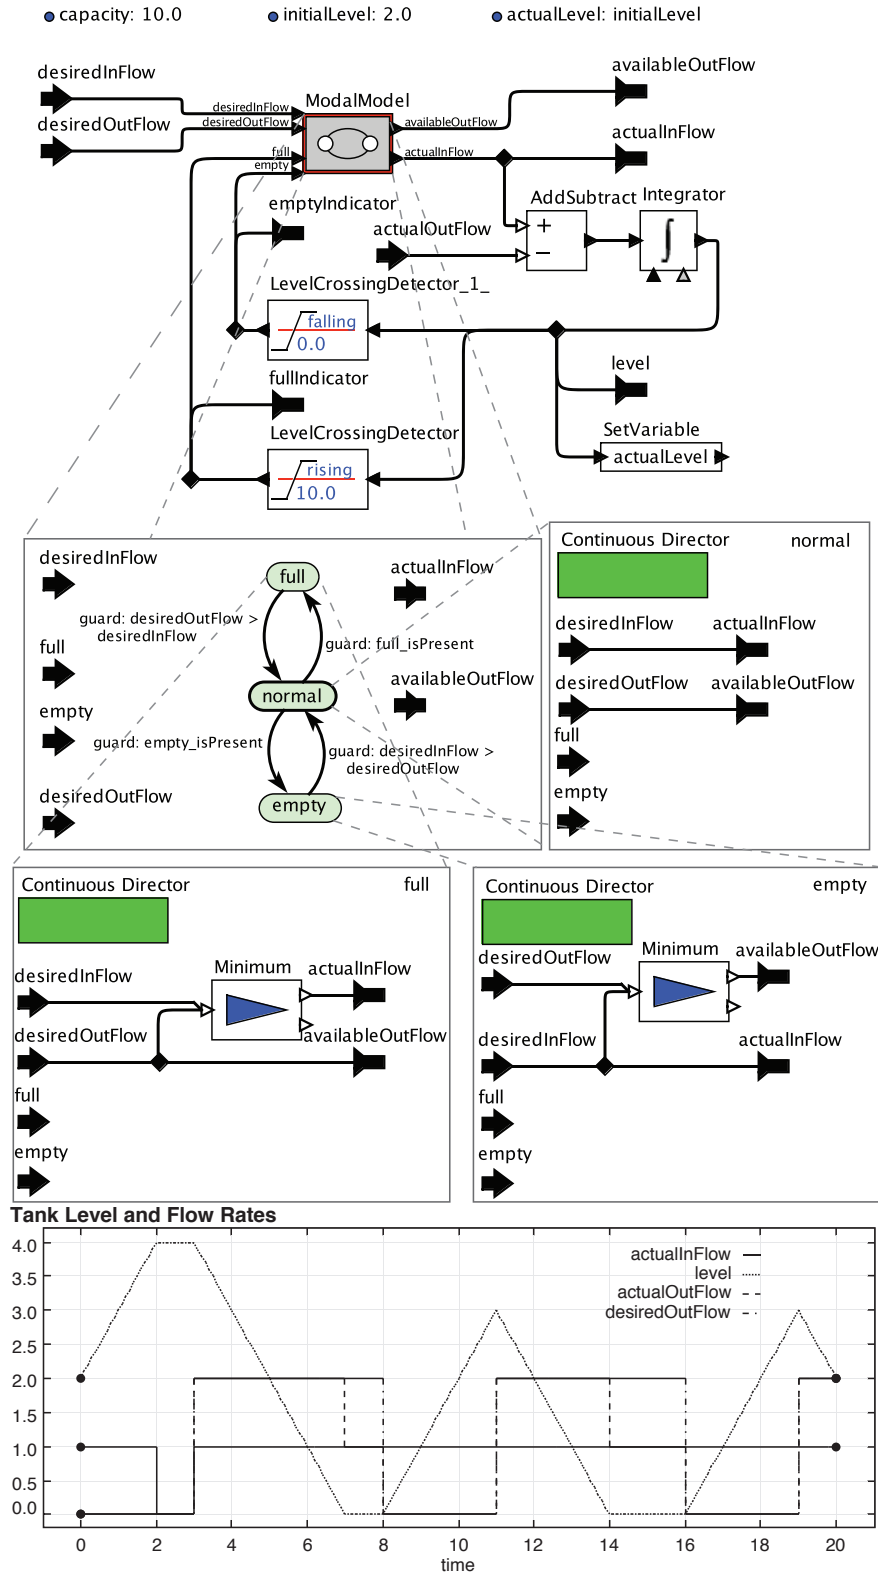 capacity: 10.0
initialLevel: 2.0
actualLevel: initialLevel
desiredInFlow
desiredOutFlow
ModalModel
desiredInFlow
desiredOutFlow
full
empty
availableOutFlow
actualInFlow
availableOutFlow
actualInFlow
emptyIndicator
actualOutFlow
AddSubtract
+
−
Integrator
∫
LevelCrossingDetector_1_
falling
0.0
fullIndicator
level
LevelCrossingDetector
rising
10.0
SetVariable
actualLevel
desiredInFlow
full
empty
desiredOutFlow
full
guard: desiredOutFlow >
desiredInFlow
guard: full_isPresent
normal
guard: empty_isPresent
guard: desiredInFlow >
desiredOutFlow
empty
actualInFlow
availableOutFlow
Continuous Director
normal
desiredInFlow
actualInFlow
desiredOutFlow
availableOutFlow
full
empty
Continuous Director
full
desiredInFlow
Minimum
actualInFlow
desiredOutFlow
availableOutFlow
full
empty
Continuous Director
empty
desiredOutFlow
Minimum
availableOutFlow
desiredInFlow
actualInFlow
full
empty
Tank Level and Flow Rates
4.0
3.5
3.0
2.5
2.0
1.5
1.0
0.5
0.0
actualInFlow
level
actualOutFlow
desiredOutFlow
0 2 4 6 8 10 12 14 16 18 20
time